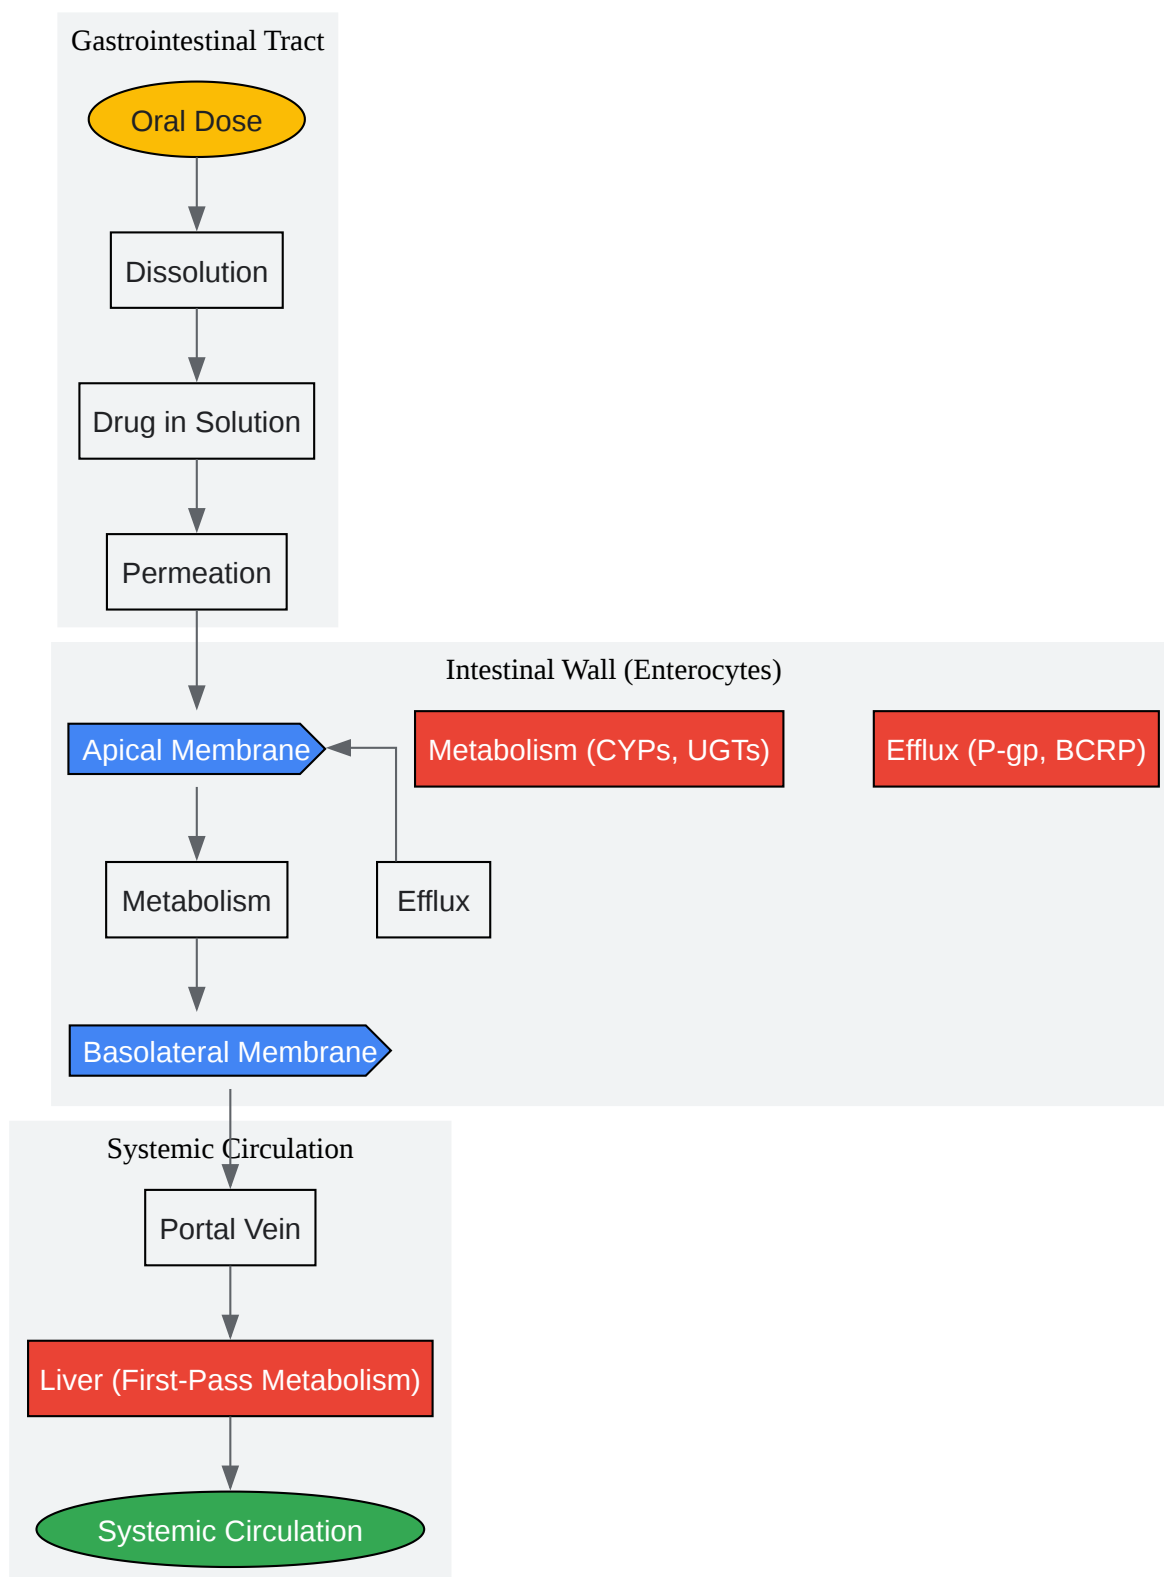 Gastrointestinal Tract
Oral Dose
Dissolution
Drug in Solution
Permeation
Intestinal Wall (Enterocytes)
Apical Membrane
Metabolism (CYPs, UGTs)
Efflux (P-gp, BCRP)
Metabolism
Efflux
Basolateral Membrane
Systemic Circulation
Portal Vein
Liver (First-Pass Metabolism)
Systemic Circulation